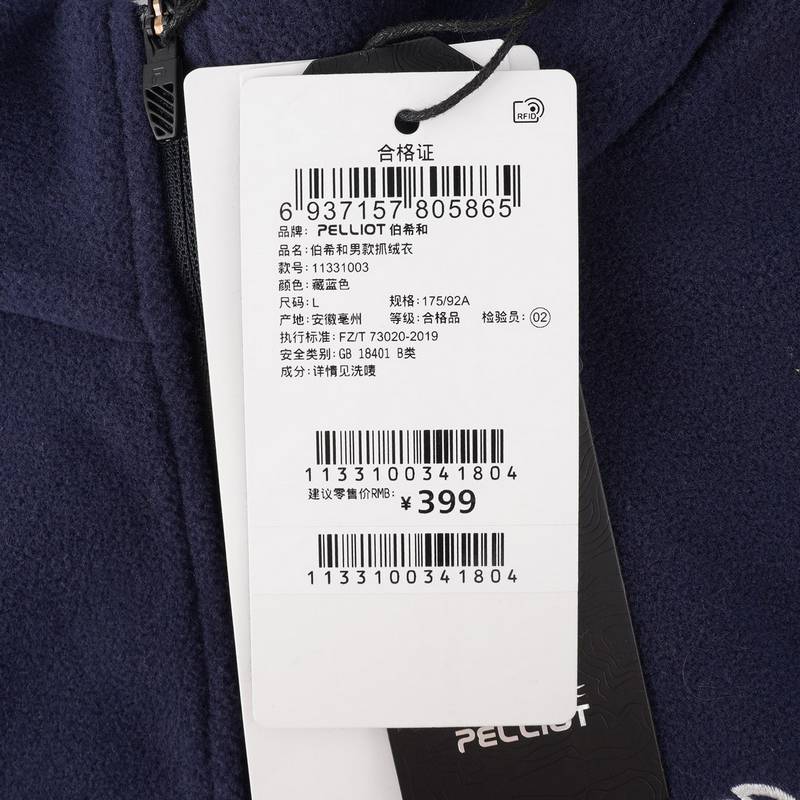 RFID
合格证
6 937157 805865
品牌: PELLIOT 伯希和
品名:伯希和男款抓绒衣
款号:11331003
颜色:藏蓝色
尺码:L 规格:175/92A
产地:安徽亳州 等级:合格品 检验员:02
执行标准:FZ/T 73020-2019
安全类别:GB 18401 B类
成分:详情见洗唛
1133100341804
建议零售价RMB: ¥399
1133100341804
PELLIOT